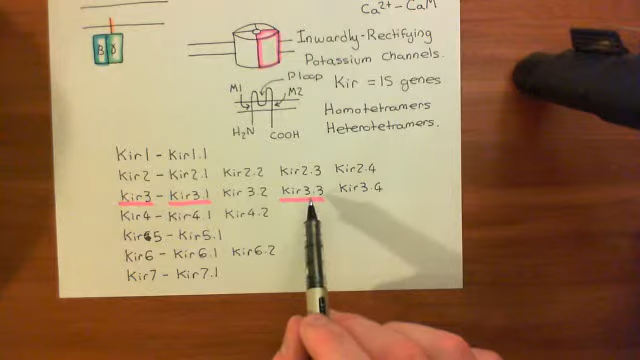 Ca²⁺ – CaM
β γ
Inwardly-Rectifying
Potassium channels.
P loop
M1
M2
Kir = 15 genes
Homotetramers
Heterotetramers.
H₂N
COOH
Kir1 – Kir1.1
Kir2 – Kir2.1 Kir2.2 Kir2.3 Kir2.4
Kir3 – Kir3.1 Kir3.2 Kir3.3 Kir3.4
Kir4 – Kir4.1 Kir4.2
Kir5 – Kir5.1
Kir6 – Kir6.1 Kir6.2
Kir7 – Kir7.1